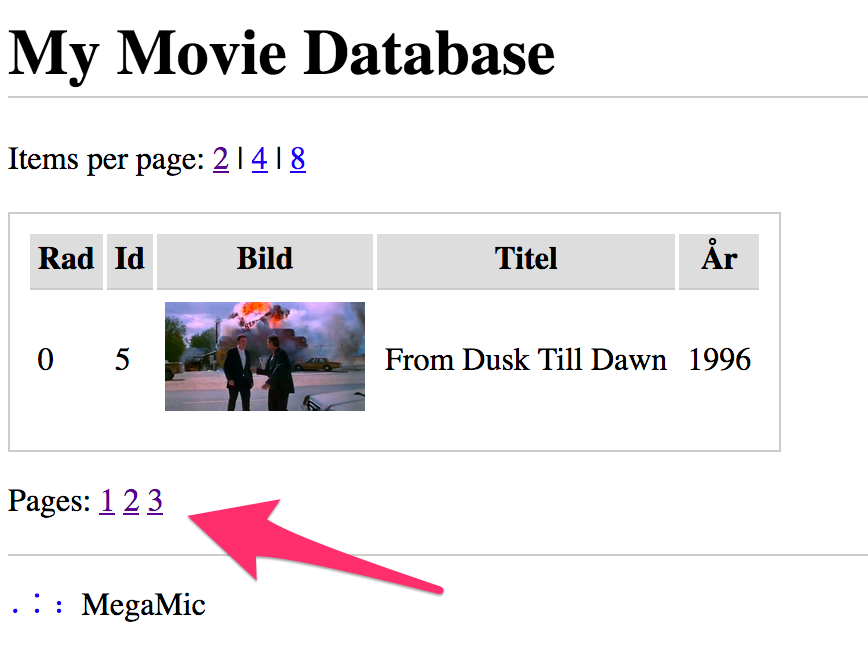 My Movie Database
Items per page: 2 | 4 | 8
Rad Id Bild Titel År
0 5 From Dusk Till Dawn 1996
Pages: 1 2 3
. : : MegaMic